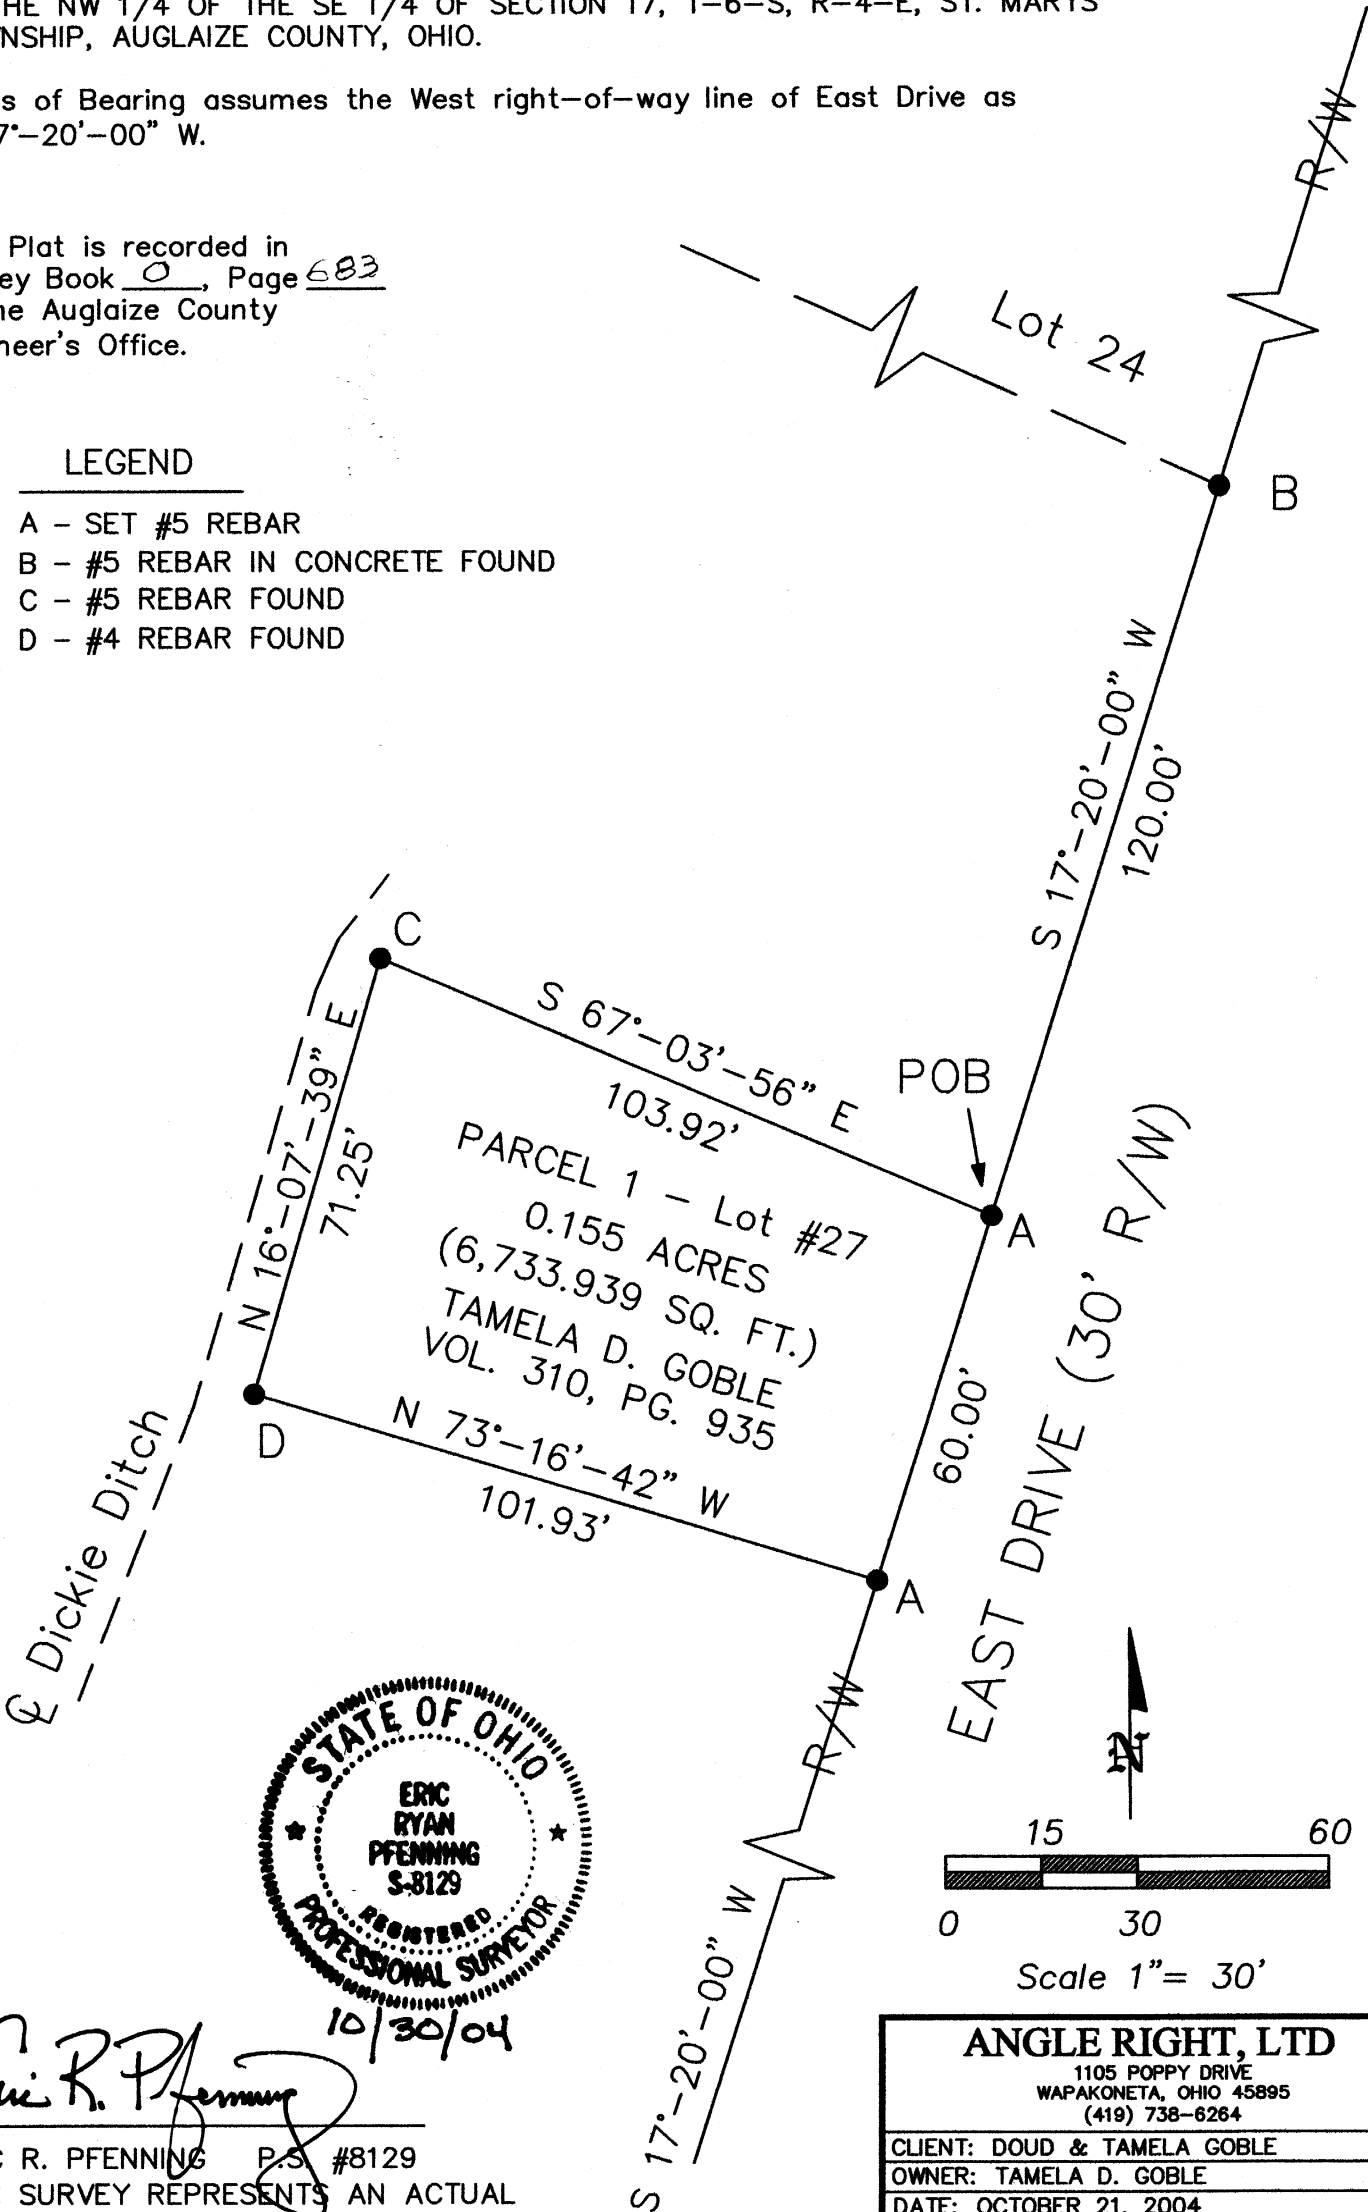 HE NW 1/4 OF THE SE 1/4 OF SECTION 17, T-6-S, R-4-E, ST. MARYS
NSHIP, AUGLAIZE COUNTY, OHIO.
s of Bearing assumes the West right-of-way line of East Drive as
7°-20'-00" W.
Plat is recorded in
ey Book O, Page 683
he Auglaize County
neer's Office.
LEGEND
A - SET #5 REBAR
B - #5 REBAR IN CONCRETE FOUND
C - #5 REBAR FOUND
D - #4 REBAR FOUND
R/W
Lot 24
B
S 17°-20'-00" W
120.00'
C
S 67°-03'-56" E
103.92'
POB
A
N 16°-07'-39" E
71.25'
PARCEL 1 - Lot #27
0.155 ACRES
(6,733.939 SQ. FT.)
TAMELA D. GOBLE
VOL. 310, PG. 935
D
N 73°-16'-42" W
101.93'
60.00'
A
EAST DRIVE (30' R/W)
℄ Dickie Ditch
R/W
S 17°-20'-00" W
N
STATE OF OHIO
ERIC
RYAN
PFENNING
S-8129
REGISTERED
PROFESSIONAL SURVEYOR
10/30/04
15 60
0 30
Scale 1"= 30'
Eric R. Pfenning
C R. PFENNING P.S. #8129
SURVEY REPRESENTS AN ACTUAL
ANGLE RIGHT, LTD
1105 POPPY DRIVE
WAPAKONETA, OHIO 45895
(419) 738-6264
CLIENT: DOUD & TAMELA GOBLE
OWNER: TAMELA D. GOBLE
DATE: OCTOBER 21, 2004